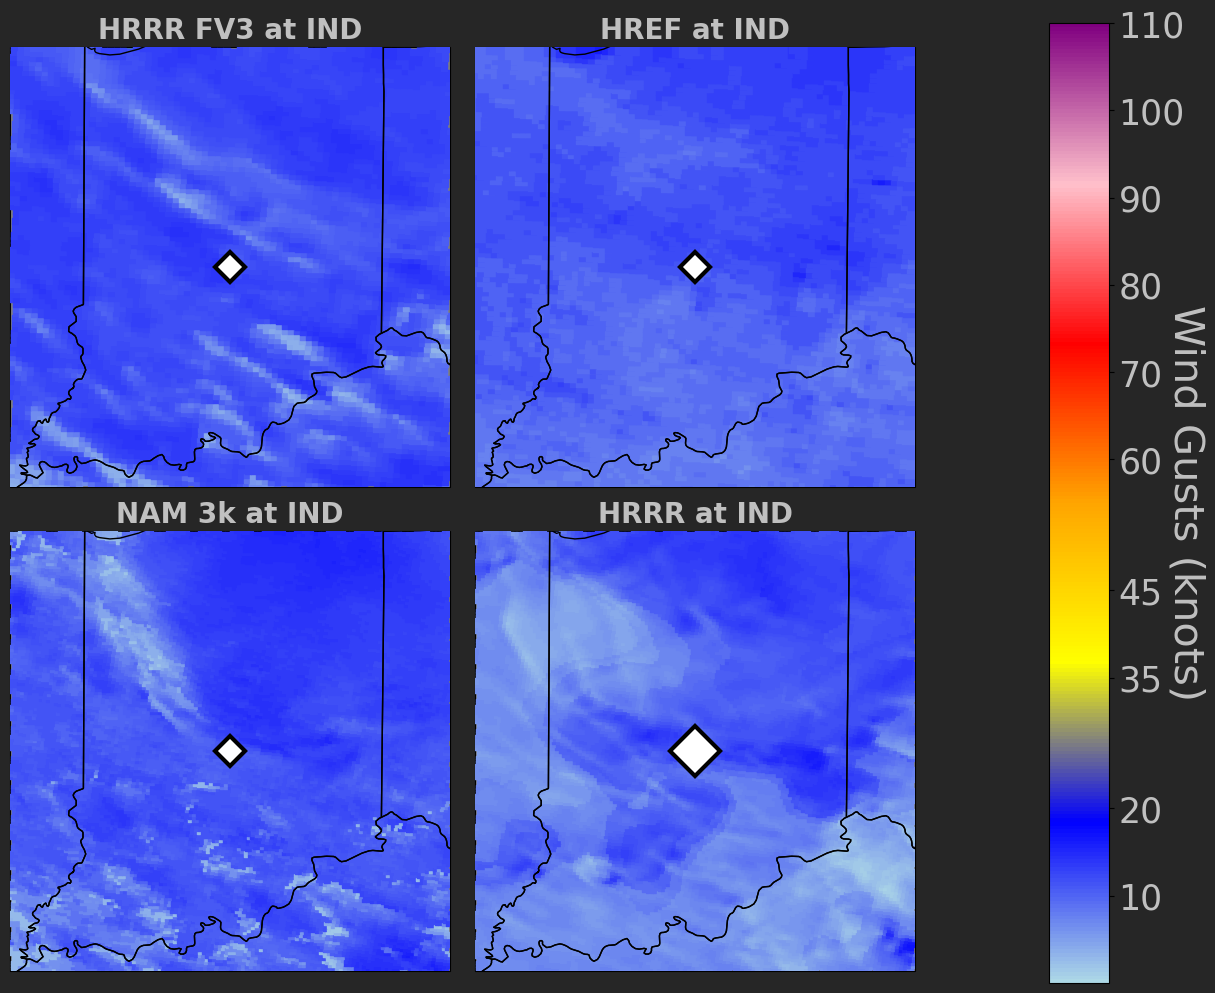 HRRR FV3 at IND
HREF at IND
NAM 3k at IND
HRRR at IND
110
100
90
80
70
60
45
35
20
10
Wind Gusts (knots)